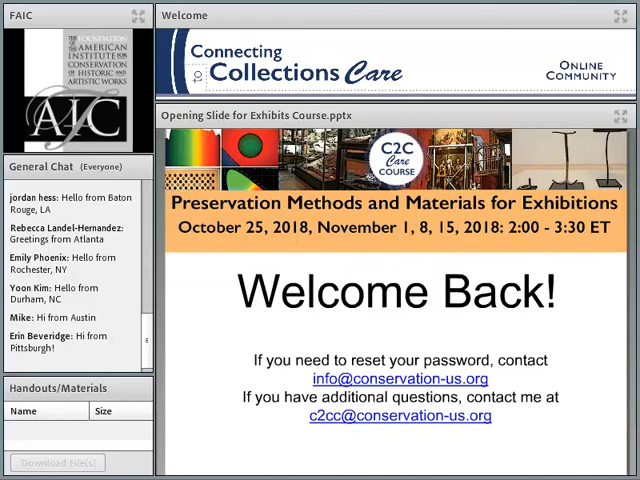 FAIC
THE FOUNDATION
OF THE AMERICAN
INSTITUTE FOR
CONSERVATION
OF HISTORIC AND
ARTISTIC WORKS
AIC
General Chat (Everyone)
jordan hess: Hello from Baton
Rouge, LA
Rebecca Landel-Hernandez:
Greetings from Atlanta
Emily Phoenix: Hello from
Rochester, NY
Yoon Kim: Hello from
Durham, NC
Mike: Hi from Austin
Erin Beveridge: Hi from
Pittsburgh!
Handouts/Materials
Name Size
Download File(s)
Welcome
Connecting
to Collections Care
ONLINE
COMMUNITY
Opening Slide for Exhibits Course.pptx
C2C
Care
COURSE
Preservation Methods and Materials for Exhibitions
October 25, 2018, November 1, 8, 15, 2018: 2:00 - 3:30 ET
Welcome Back!
If you need to reset your password, contact
info@conservation-us.org
If you have additional questions, contact me at
c2cc@conservation-us.org